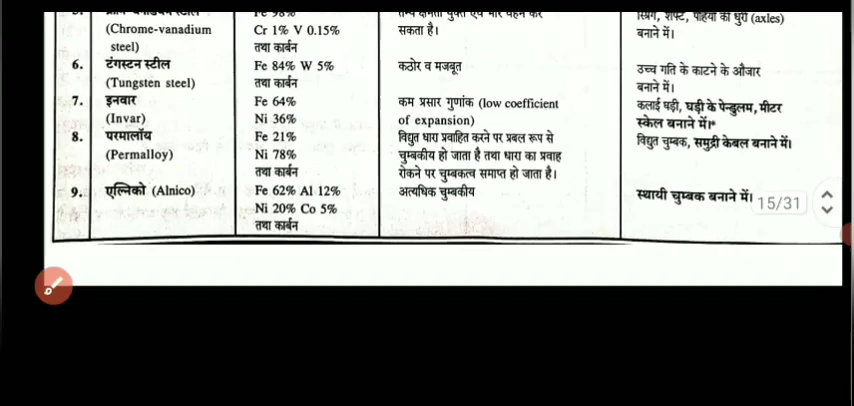 Fe 98%
(Chrome-vanadium steel)
Cr 1% V 0.15%
तथा कार्बन
सकता है।
स्प्रिंग, शाफ्ट, पहियों की धुरी (axles)
बनाने में।
6. टंगस्टन स्टील
(Tungsten steel)
Fe 84% W 5%
तथा कार्बन
कठोर व मजबूत
उच्च गति के काटने के औजार
बनाने में।
7. इनवार
(Invar)
Fe 64%
Ni 36%
कम प्रसार गुणांक (low coefficient
of expansion)
कलाई घड़ी, घड़ी के पेन्डुलम, मीटर
स्केल बनाने में।*
8. परमालॉय
(Permalloy)
Fe 21%
Ni 78%
तथा कार्बन
विद्युत धारा प्रवाहित करने पर प्रबल रूप से
चुम्बकीय हो जाता है तथा धारा का प्रवाह
रोकने पर चुम्बकत्व समाप्त हो जाता है।
विद्युत चुम्बक, समुद्री केबल बनाने में।
9. एल्निको (Alnico)
Fe 62% Al 12%
Ni 20% Co 5%
तथा कार्बन
अत्यधिक चुम्बकीय
स्थायी चुम्बक बनाने में।
15/31